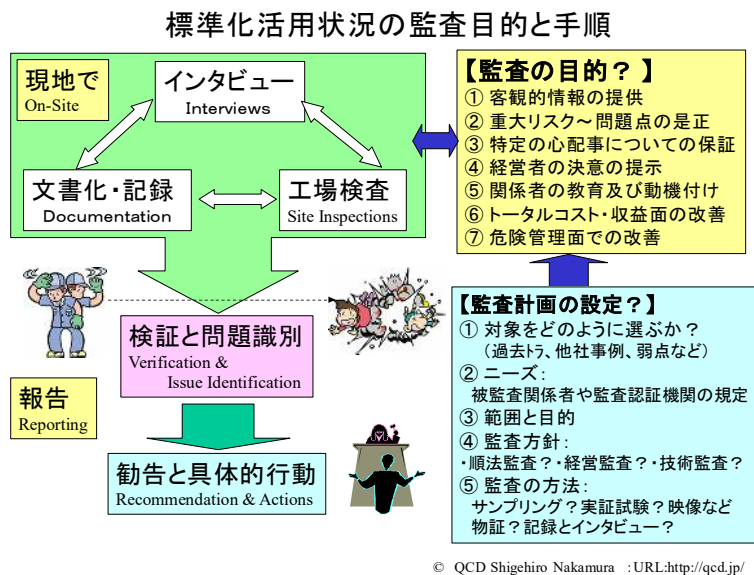 標準化活用状況の監査目的と手順
現地で
On-Site
インタビュー
Interviews
文書化・記録
Documentation
工場検査
Site Inspections
検証と問題識別
Verification &
Issue Identification
報告
Reporting
勧告と具体的行動
Recommendation & Actions
【監査の目的？】
① 客観的情報の提供
② 重大リスク～問題点の是正
③ 特定の心配事についての保証
④ 経営者の決意の提示
⑤ 関係者の教育及び動機付け
⑥ トータルコスト・収益面の改善
⑦ 危険管理面での改善
【監査計画の設定？】
① 対象をどのように選ぶか？
（過去トラ、他社事例、弱点など）
② ニーズ：
被監査関係者や監査認証機関の規定
③ 範囲と目的
④ 監査方針：
・順法監査？・経営監査？・技術監査？
⑤ 監査の方法：
サンプリング？実証試験？映像など
物証？記録とインタビュー？
© QCD Shigehiro Nakamura :URL:http://qcd.jp/